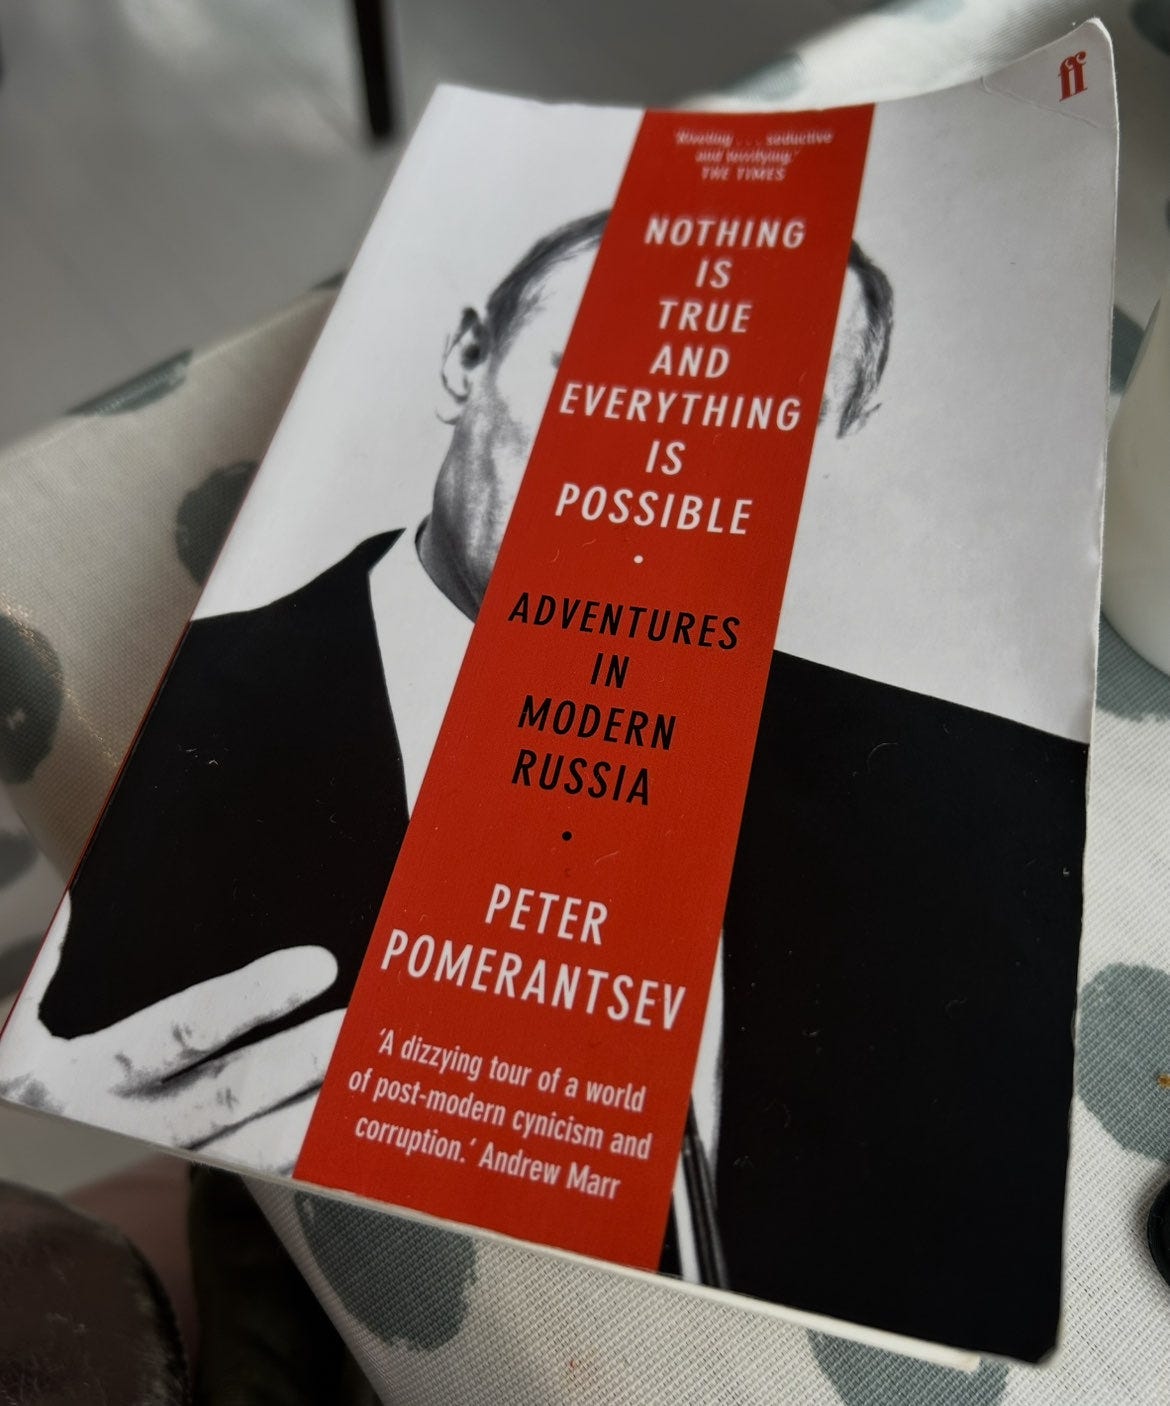 ff
'Riveting . . . seductive
and terrifying.'
THE TIMES
NOTHING
IS
TRUE
AND
EVERYTHING
IS
POSSIBLE
ADVENTURES
IN
MODERN
RUSSIA
PETER
POMERANTSEV
'A dizzying tour of a world
of post-modern cynicism and
corruption.' Andrew Marr